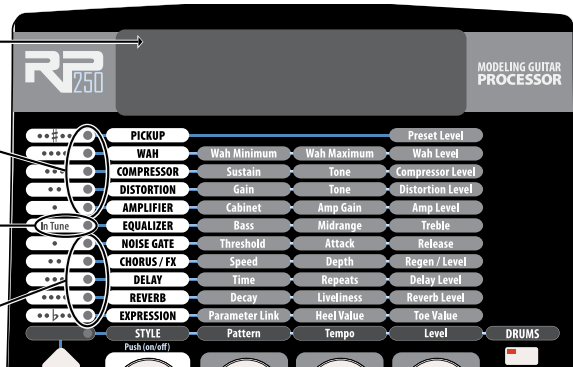 RP250
MODELING GUITAR
PROCESSOR
♯ PICKUP Preset Level
WAH Wah Minimum Wah Maximum Wah Level
COMPRESSOR Sustain Tone Compressor Level
DISTORTION Gain Tone Distortion Level
AMPLIFIER Cabinet Amp Gain Amp Level
In Tune EQUALIZER Bass Midrange Treble
NOISE GATE Threshold Attack Release
CHORUS / FX Speed Depth Regen / Level
DELAY Time Repeats Delay Level
REVERB Decay Liveliness Reverb Level
♭ EXPRESSION Parameter Link Heel Value Toe Value
STYLE Pattern Tempo Level DRUMS
Push (on/off)